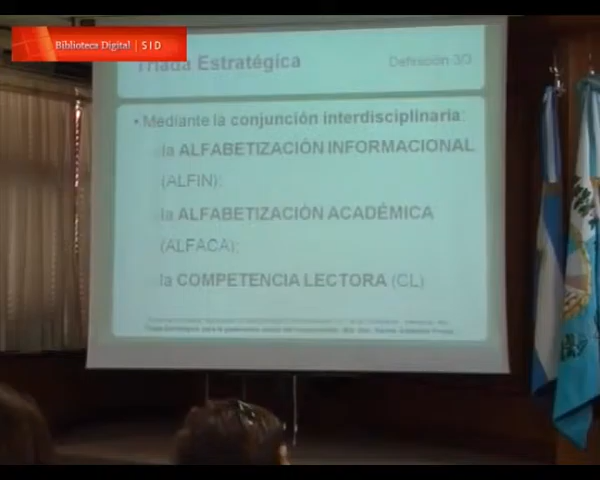 Biblioteca Digital | SID
Triada Estratégica
Definición 3/3
• Mediante la conjunción interdisciplinaria:
la ALFABETIZACIÓN INFORMACIONAL
(ALFIN);
la ALFABETIZACIÓN ACADÉMICA
(ALFACA);
la COMPETENCIA LECTORA (CL)